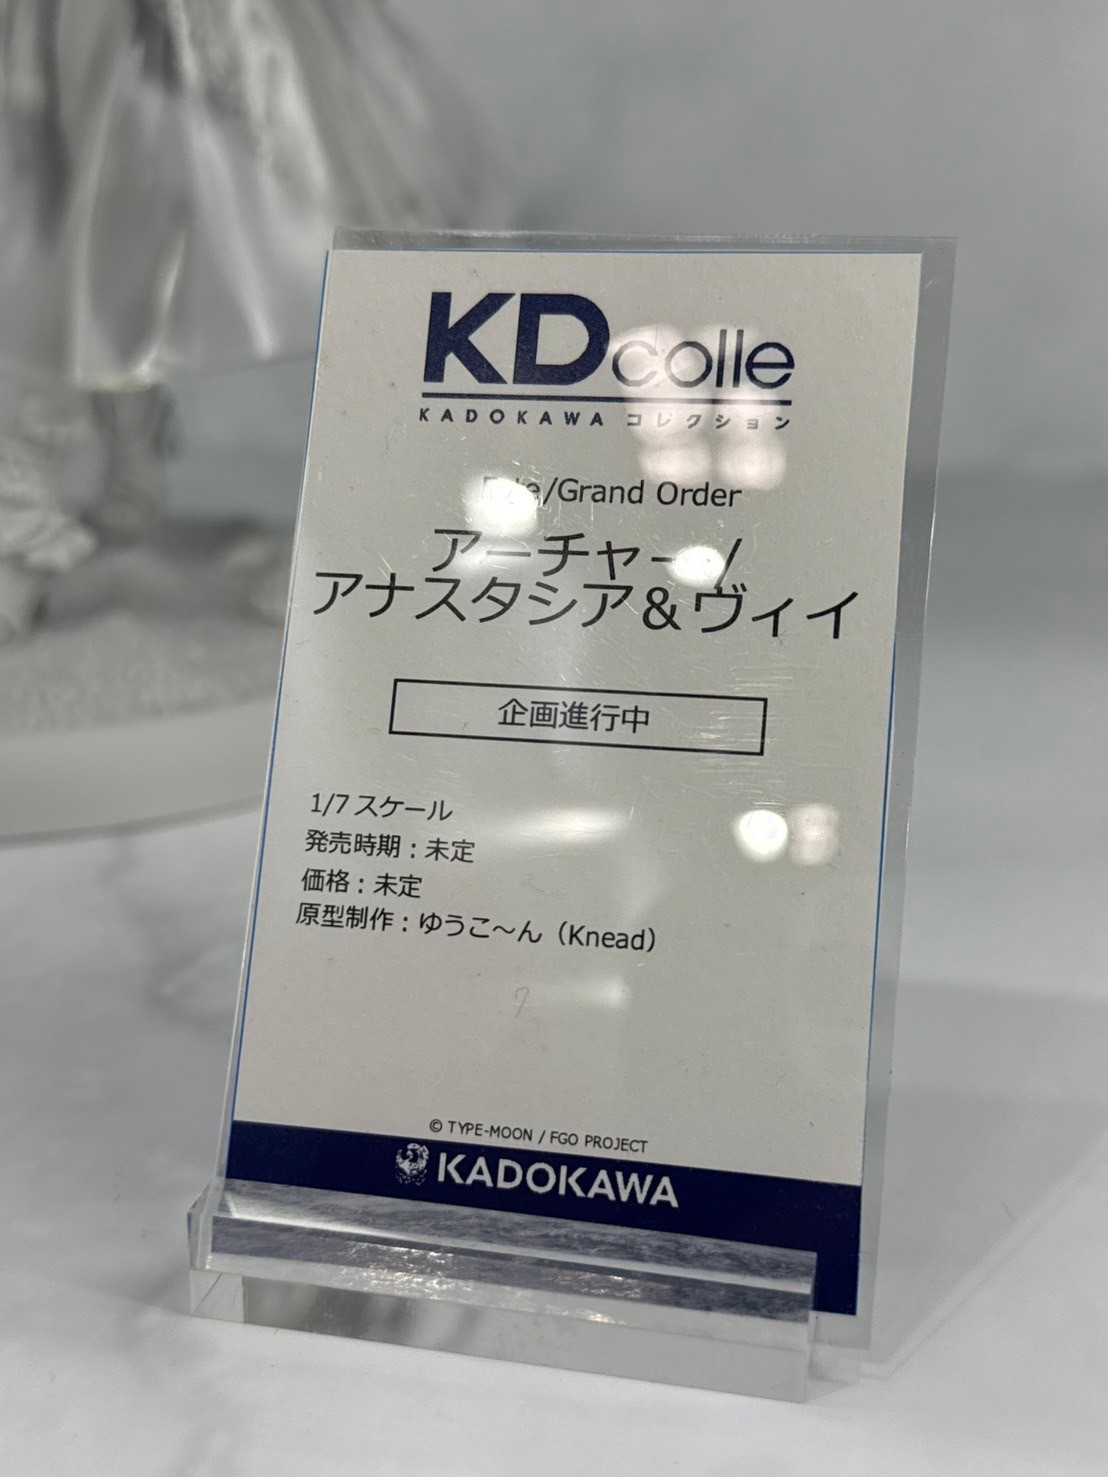 KDcolle
KADOKAWA コレクション
Fate/Grand Order
アーチャー/
アナスタシア＆ヴィイ
企画進行中
1/7 スケール
発売時期：未定
価格：未定
原型制作：ゆうこ～ん（Knead）
© TYPE-MOON / FGO PROJECT
KADOKAWA